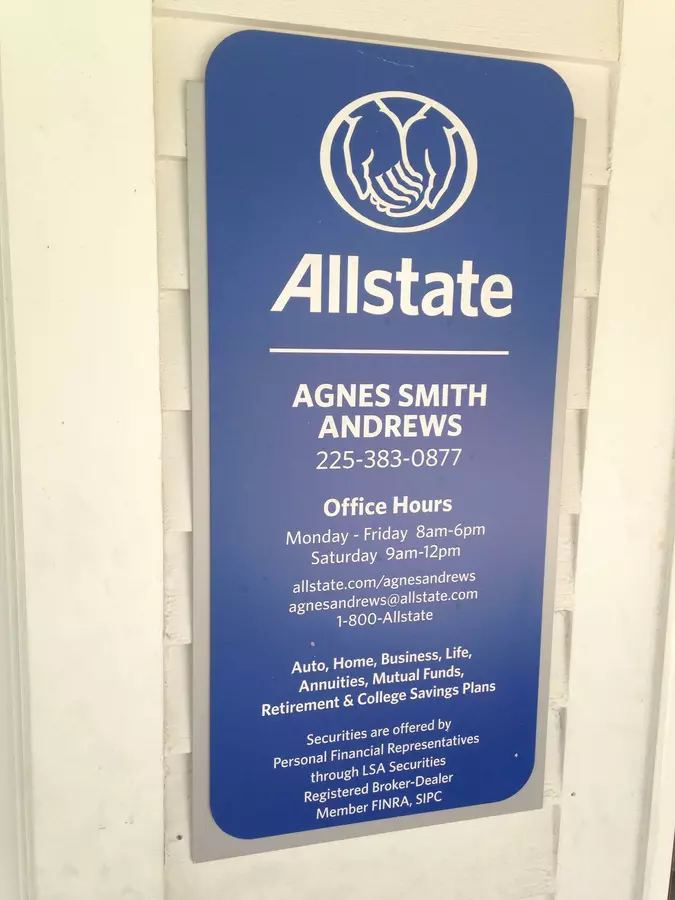 Allstate
AGNES SMITH
ANDREWS
225-383-0877
Office Hours
Monday - Friday 8am-6pm
Saturday 9am-12pm
allstate.com/agnesandrews
agnesandrews@allstate.com
1-800-Allstate
Auto, Home, Business, Life,
Annuities, Mutual Funds,
Retirement & College Savings Plans
Securities are offered by
Personal Financial Representatives
through LSA Securities
Registered Broker-Dealer
Member FINRA, SIPC